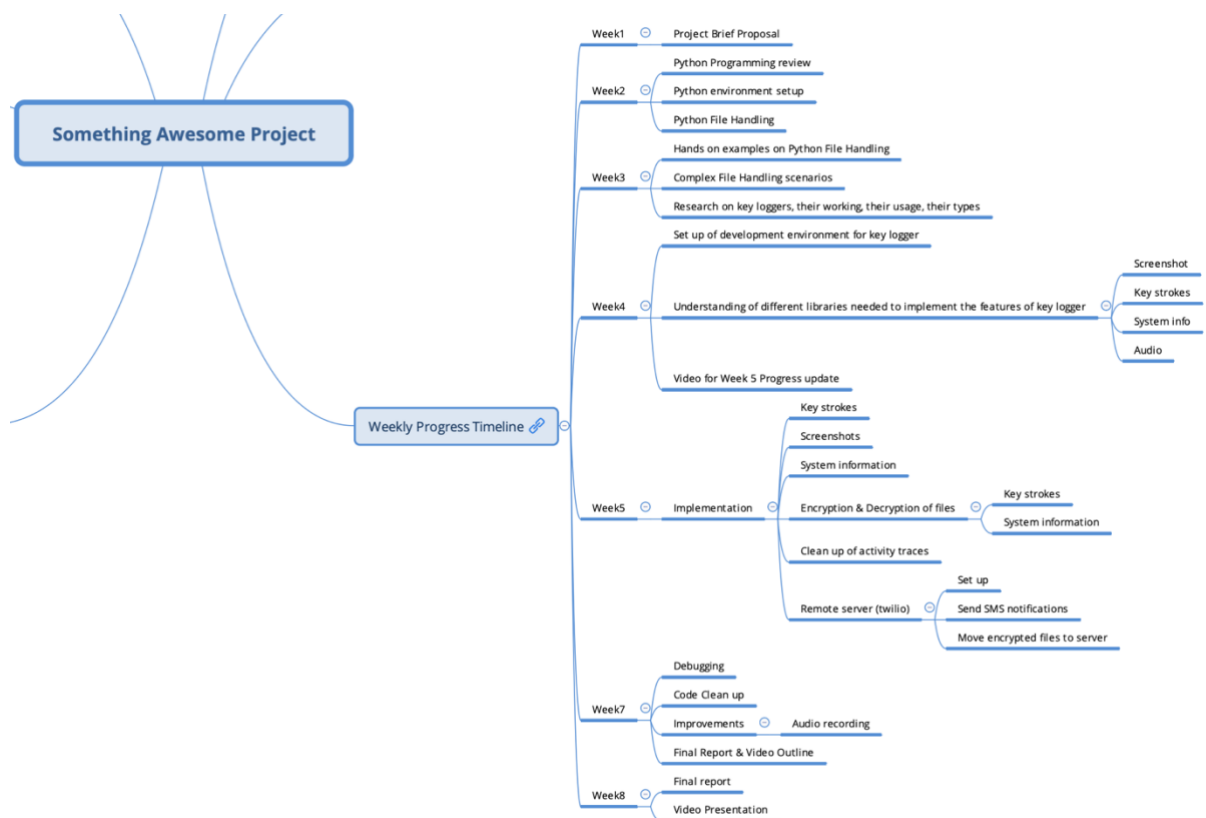 Something Awesome Project
Weekly Progress Timeline
Week1
Project Brief Proposal
Week2
Python Programming review
Python environment setup
Python File Handling
Week3
Hands on examples on Python File Handling
Complex File Handling scenarios
Research on key loggers, their working, their usage, their types
Week4
Set up of development environment for key logger
Understanding of different libraries needed to implement the features of key logger
Screenshot
Key strokes
System info
Audio
Video for Week 5 Progress update
Week5
Implementation
Key strokes
Screenshots
System information
Encryption & Decryption of files
Key strokes
System information
Clean up of activity traces
Remote server (twilio)
Set up
Send SMS notifications
Move encrypted files to server
Week7
Debugging
Code Clean up
Improvements
Audio recording
Final Report & Video Outline
Week8
Final report
Video Presentation